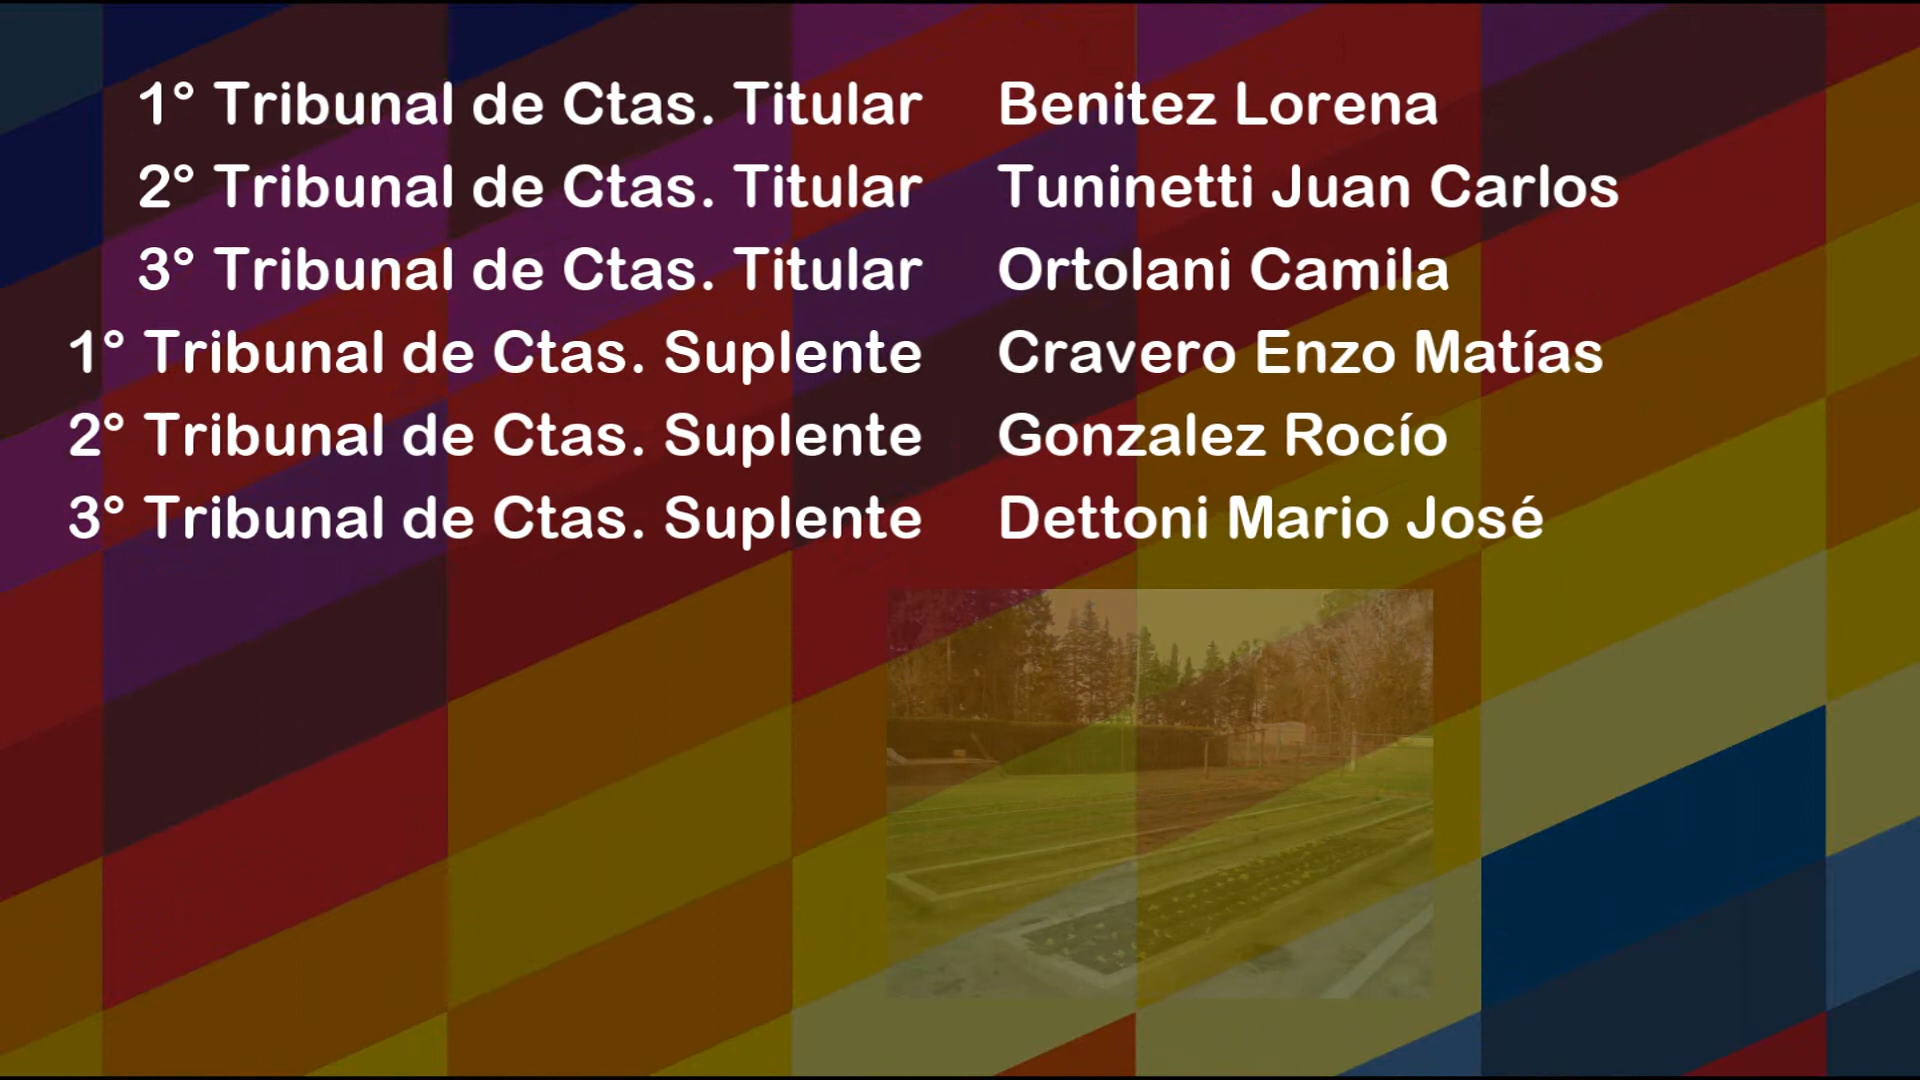 1° Tribunal de Ctas. Titular Benitez Lorena
2° Tribunal de Ctas. Titular Tuninetti Juan Carlos
3° Tribunal de Ctas. Titular Ortolani Camila
1° Tribunal de Ctas. Suplente Cravero Enzo Matías
2° Tribunal de Ctas. Suplente Gonzalez Rocío
3° Tribunal de Ctas. Suplente Dettoni Mario José